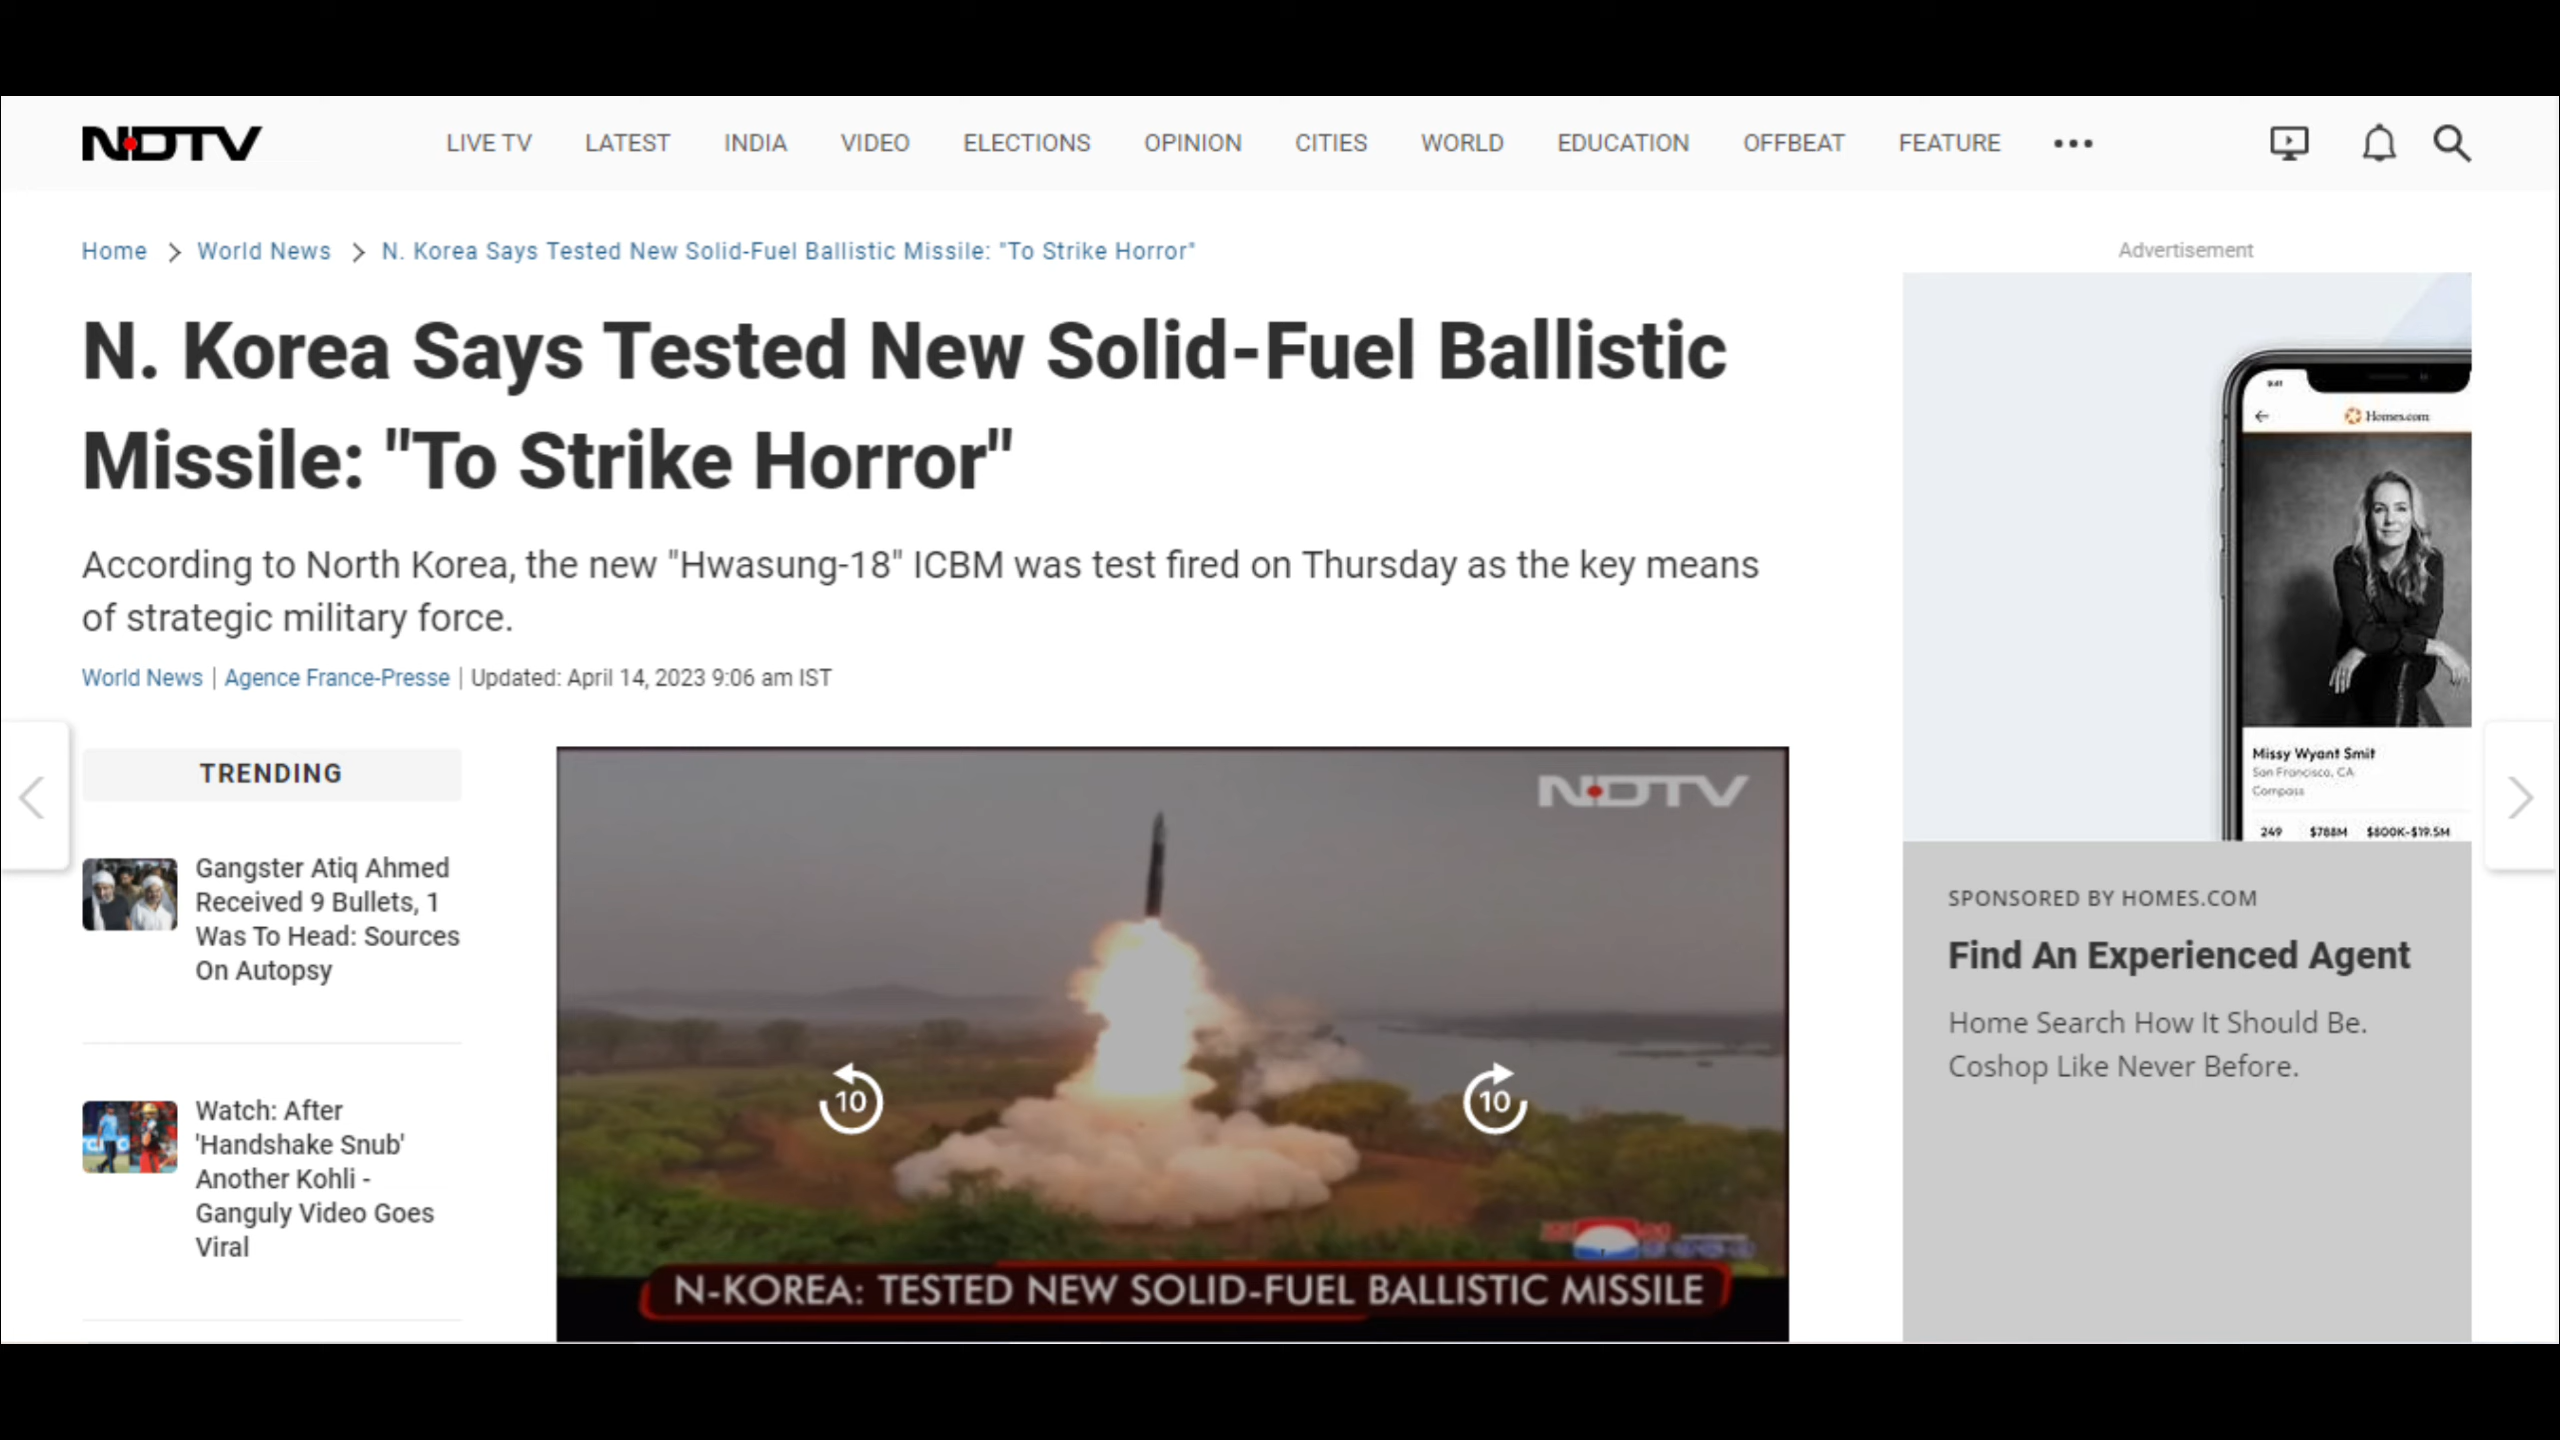 NDTV
LIVE TV
LATEST
INDIA
VIDEO
ELECTIONS
OPINION
CITIES
WORLD
EDUCATION
OFFBEAT
FEATURE
Home > World News > N. Korea Says Tested New Solid-Fuel Ballistic Missile: "To Strike Horror"
N. Korea Says Tested New Solid-Fuel Ballistic
Missile: "To Strike Horror"
According to North Korea, the new "Hwasung-18" ICBM was test fired on Thursday as the key means
of strategic military force.
World News | Agence France-Presse | Updated: April 14, 2023 9:06 am IST
TRENDING
Gangster Atiq Ahmed
Received 9 Bullets, 1
Was To Head: Sources
On Autopsy
Watch: After
'Handshake Snub'
Another Kohli -
Ganguly Video Goes
Viral
NDTV
10
10
N-KOREA: TESTED NEW SOLID-FUEL BALLISTIC MISSILE
Advertisement
9:41
Homes.com
Missy Wyant Smit
San Francisco, CA
Compass
249 $788M $800K-$19.5M
SPONSORED BY HOMES.COM
Find An Experienced Agent
Home Search How It Should Be.
Coshop Like Never Before.